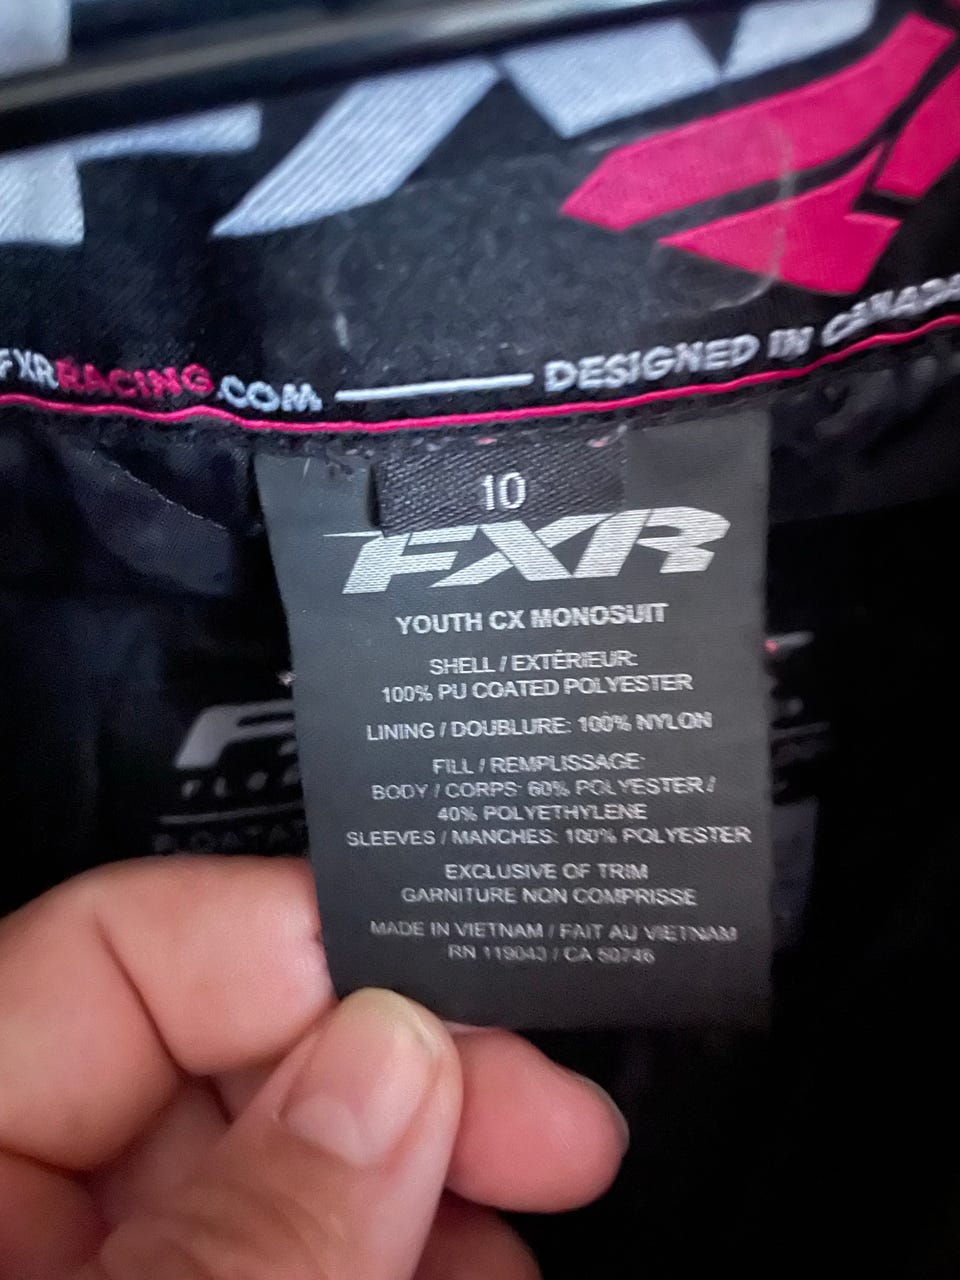 FXRRACING.COM
DESIGNED IN CANADA
10
FXR
YOUTH CX MONOSUIT
SHELL / EXTÉRIEUR:
100% PU COATED POLYESTER
LINING / DOUBLURE: 100% NYLON
FILL / REMPLISSAGE:
BODY / CORPS: 60% POLYESTER /
40% POLYETHYLENE
SLEEVES / MANCHES: 100% POLYESTER
EXCLUSIVE OF TRIM
GARNITURE NON COMPRISSE
MADE IN VIETNAM / FAIT AU VIETNAM
RN 119043 / CA 50746